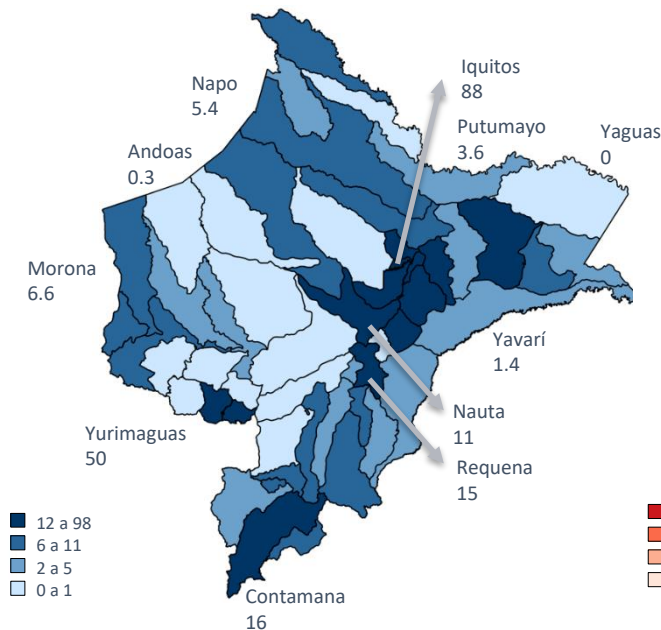 Iquitos
88
Napo
5.4
Putumayo
3.6
Yaguas
0
Andoas
0.3
Morona
6.6
Yavarí
1.4
Nauta
11
Yurimaguas
50
Requena
15
12 a 98
6 a 11
2 a 5
0 a 1
Contamana
16